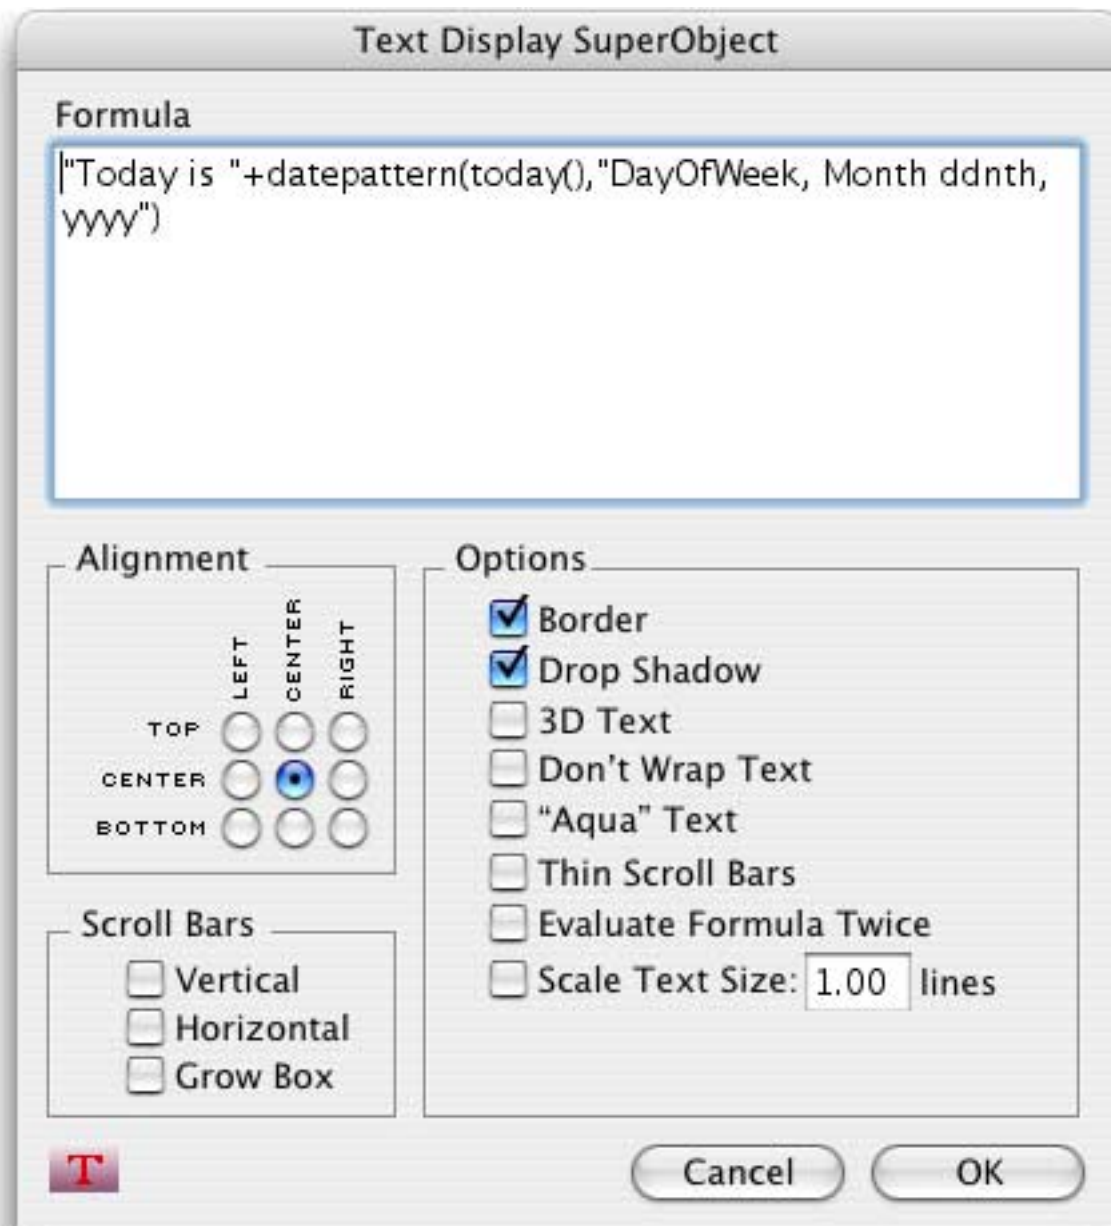 Text Display SuperObject
Formula
"Today is "+datepattern(today(),"DayOfWeek, Month ddnth,
yyyy")
Alignment
LEFT CENTER RIGHT
TOP
CENTER
BOTTOM
Options
Border
Drop Shadow
3D Text
Don't Wrap Text
“Aqua” Text
Thin Scroll Bars
Evaluate Formula Twice
Scale Text Size: 1.00 lines
Scroll Bars
Vertical
Horizontal
Grow Box
T
Cancel OK